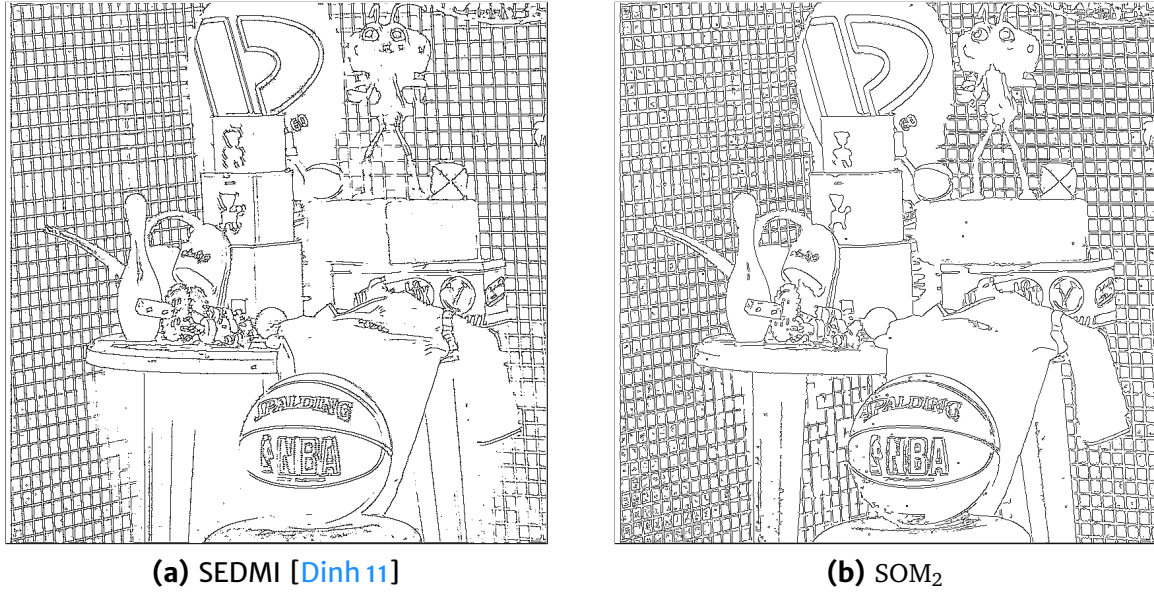 SPALDING
NBA
SPALDING
NBA
(a) SEDMI [Dinh 11]
(b) SOM₂